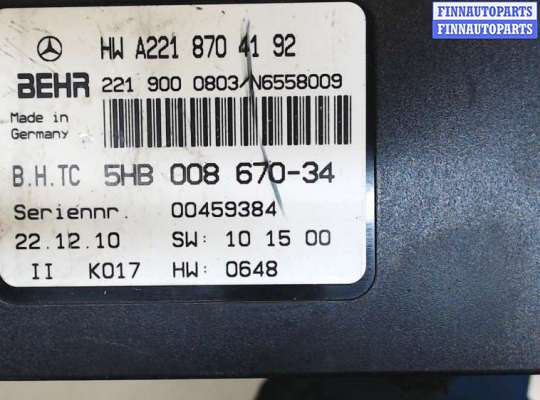 FINNAUTOPARTS
FINNAUTOPARTS
HW A221 870 41 92
BEHR 221 900 0803/N6558009
Made in
Germany
B.H.TC 5HB 008 670-34
Seriennr. 00459384
22.12.10 SW: 10 15 00
II K017 HW: 0648